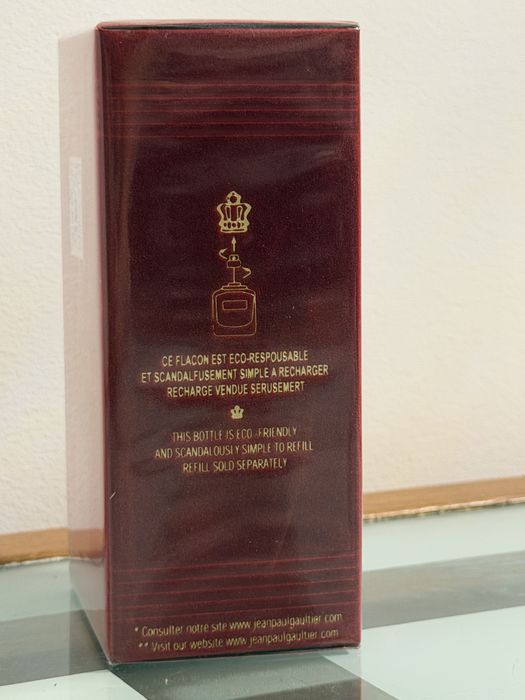 CE FLACON EST ECO-RESPOUSABLE
ET SCANDALFUSEMENT SIMPLE A RECHARGER
RECHARGE VENDUE SERUSEMERT
THIS BOTTLE IS ECO -FRIENDLY
AND SCANDALOUSLY SIMPLE TO REFILL
REFILL SOLD SEPARATELY
* Consulter notre site www.jeanpaulgaultier.com
** Visit our website www.jeanpaulgaultier.com